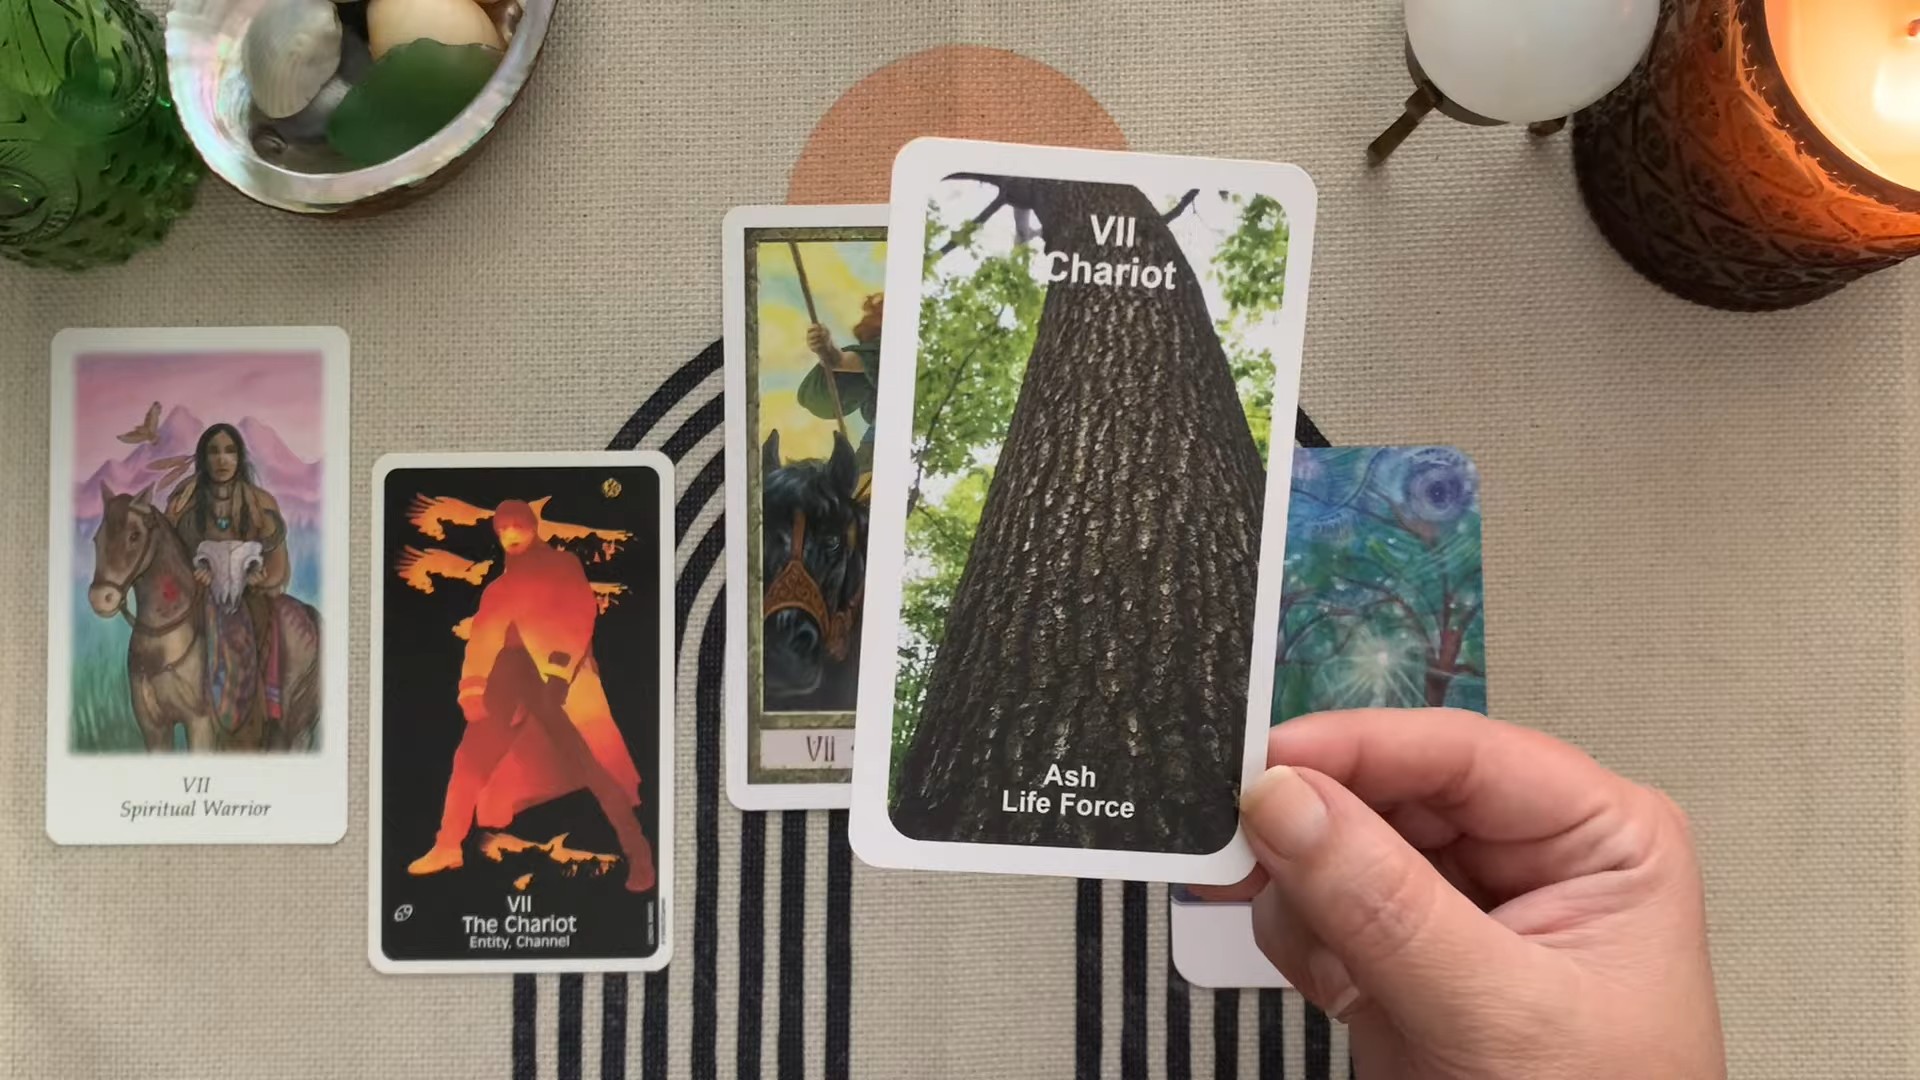 VII
Spiritual Warrior
VII
The Chariot
Entity, Channel
VII
VII
Chariot
Ash
Life Force